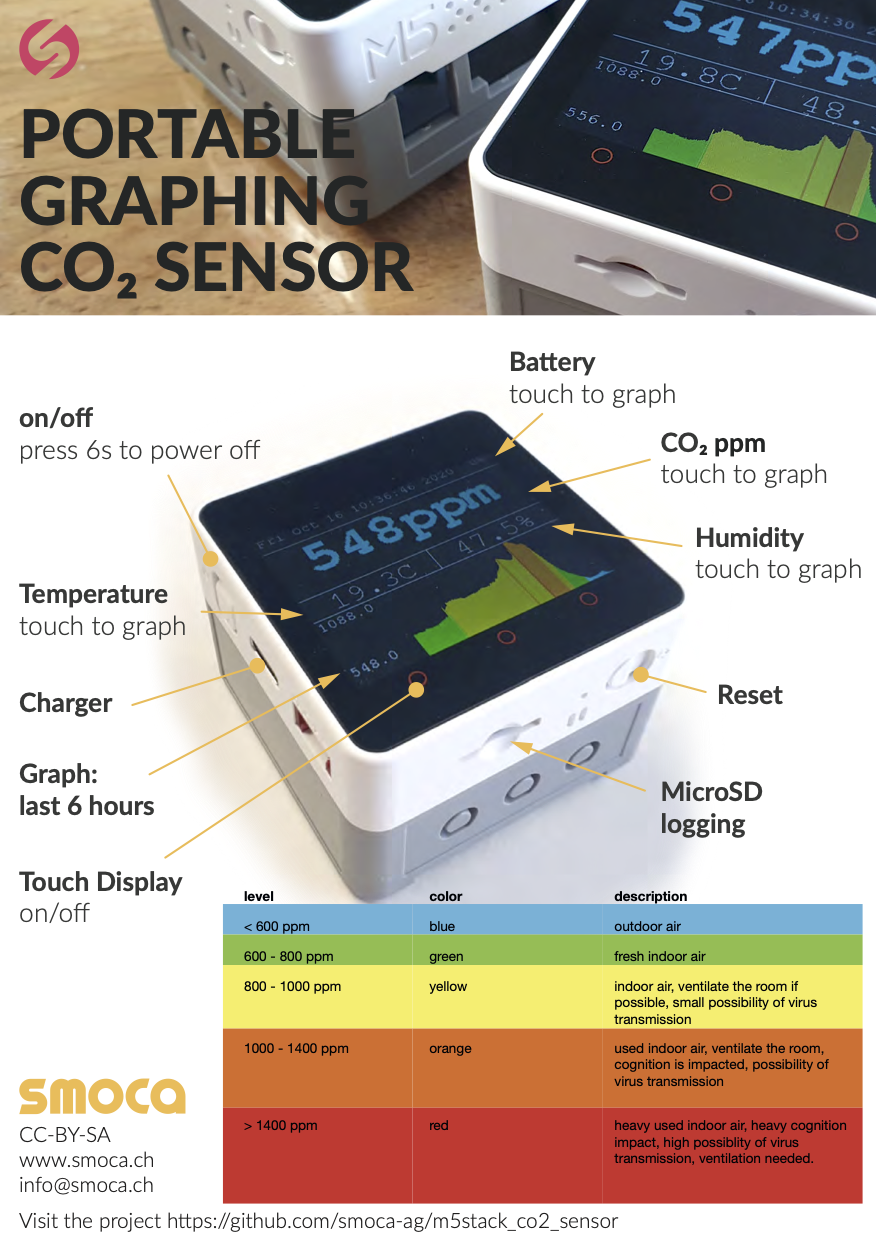 M5
10:34:30
547pp
19.8C
48.
1088.0
556.0
PORTABLE
GRAPHING
CO₂ SENSOR
Battery
touch to graph
on/off
press 6s to power off
CO₂ ppm
touch to graph
Humidity
touch to graph
Fri Oct 16 10:36:46 2020
548ppm
19.3C | 47.5%
1088.0
548.0
Temperature
touch to graph
Charger
Reset
Graph:
last 6 hours
MicroSD
logging
Touch Display
on/off
level color description
< 600 ppm blue outdoor air
600 - 800 ppm green fresh indoor air
800 - 1000 ppm yellow indoor air, ventilate the room if
possible, small possibility of virus
transmission
1000 - 1400 ppm orange used indoor air, ventilate the room,
cognition is impacted, possibility of
virus transmission
> 1400 ppm red heavy used indoor air, heavy cognition
impact, high possiblity of virus
transmission, ventilation needed.
smoca
CC-BY-SA
www.smoca.ch
info@smoca.ch
Visit the project https://github.com/smoca-ag/m5stack_co2_sensor